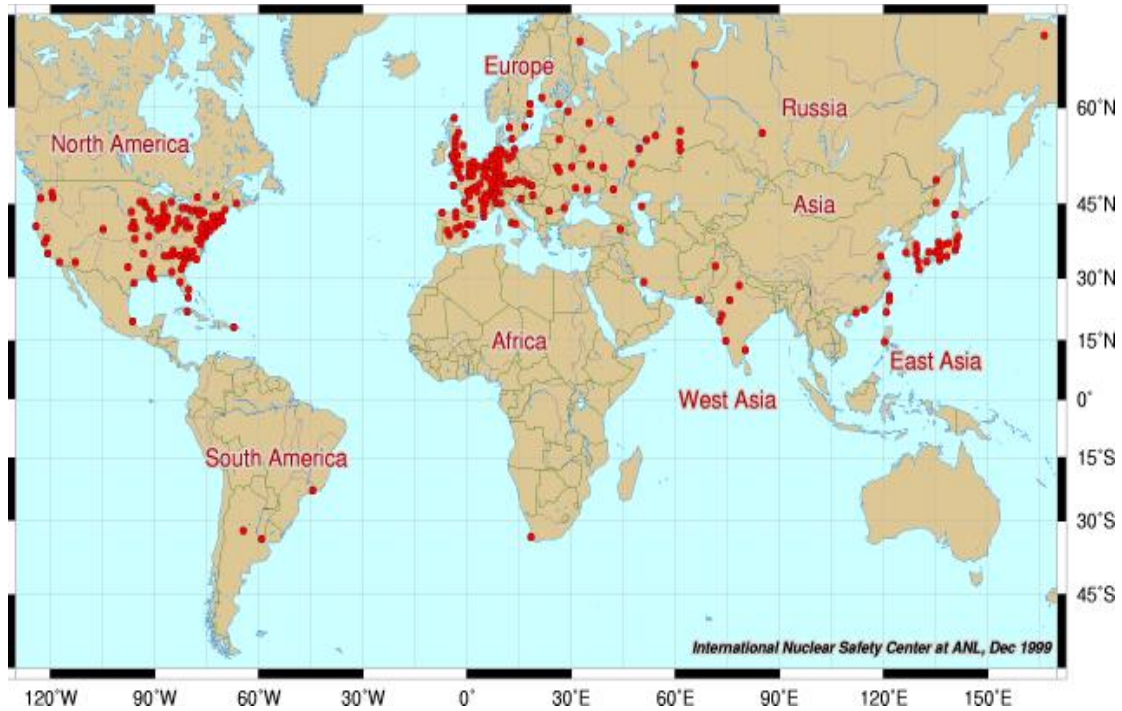 Europe
Russia
60°N
North America
45°N
Asia
30°N
Africa
15°N
East Asia
West Asia
0°
South America
15°S
30°S
45°S
International Nuclear Safety Center at ANL, Dec 1999
120°W 90°W 60°W 30°W 0° 30°E 60°E 90°E 120°E 150°E